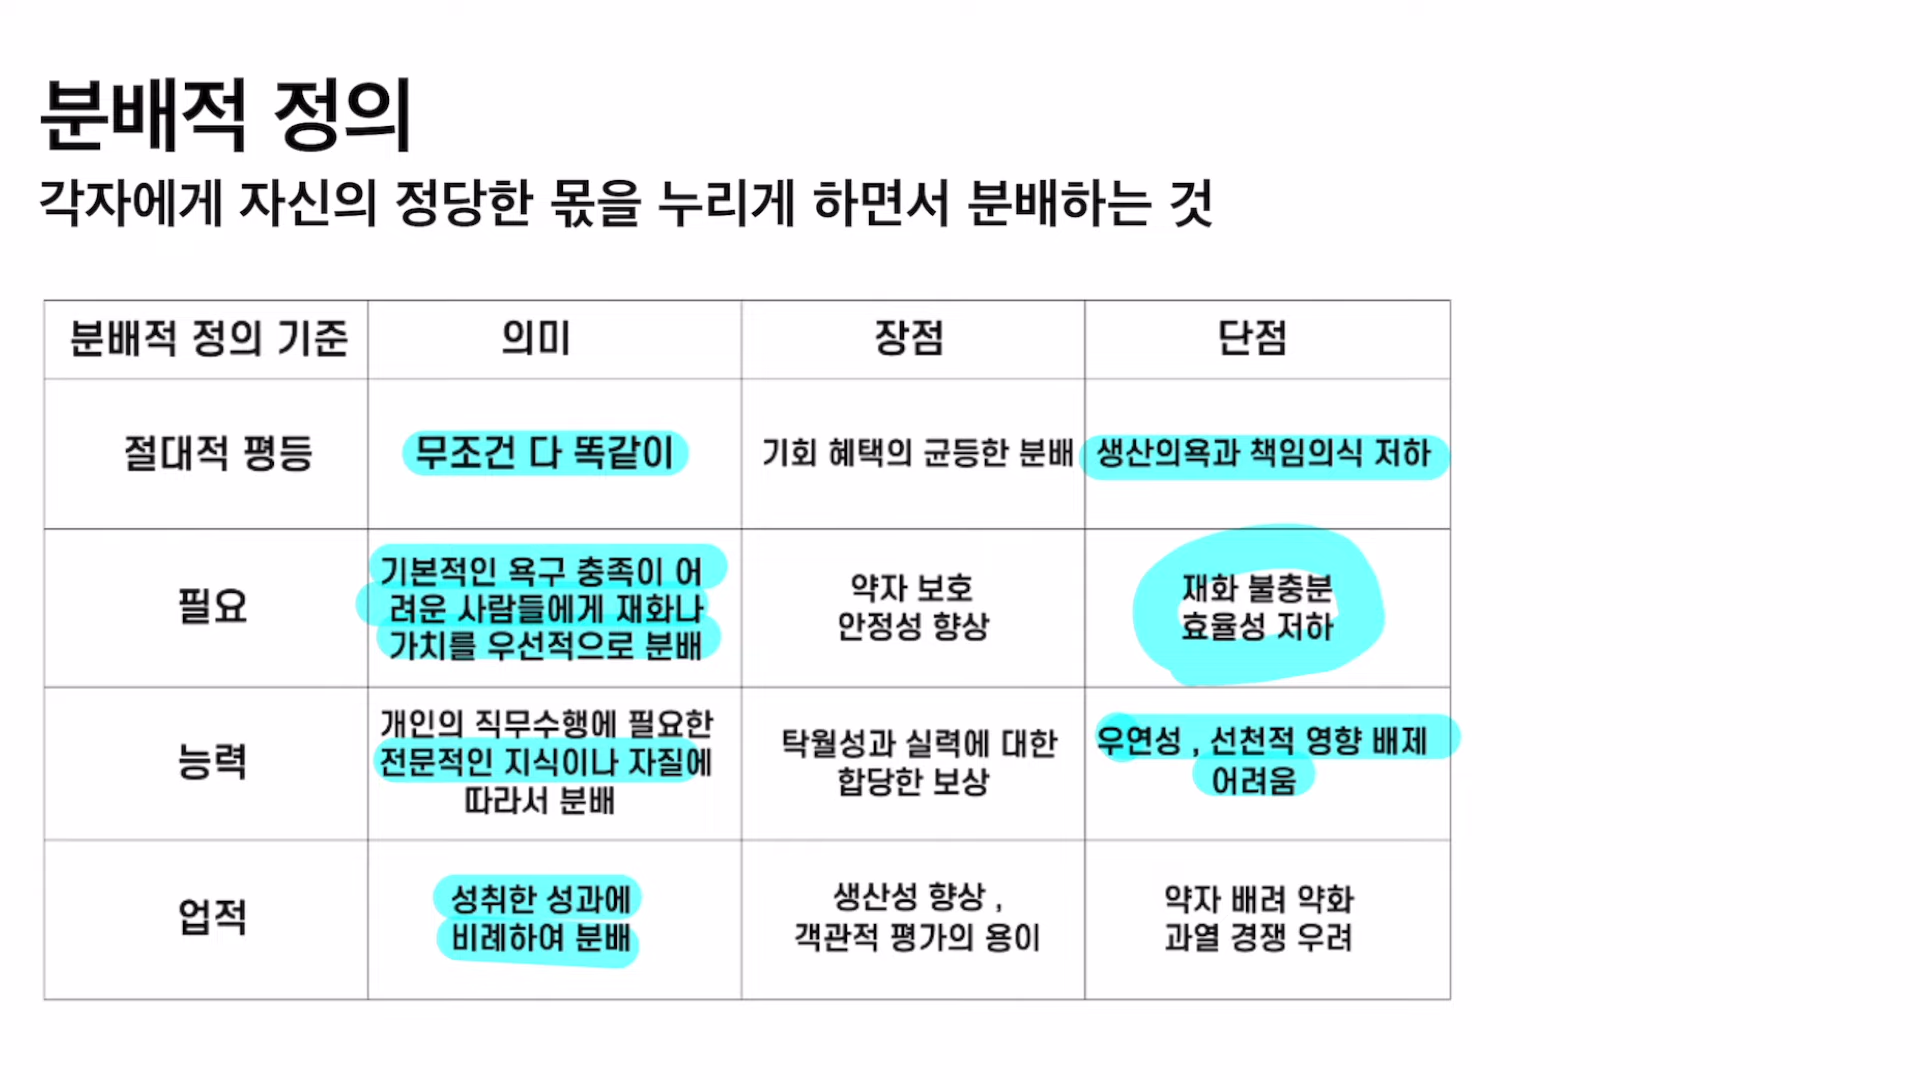 분배적 정의
각자에게 자신의 정당한 몫을 누리게 하면서 분배하는 것
분배적 정의 기준
의미
장점
단점
절대적 평등
무조건 다 똑같이
기회 혜택의 균등한 분배
생산의욕과 책임의식 저하
필요
기본적인 욕구 충족이 어
려운 사람들에게 재화나
가치를 우선적으로 분배
약자 보호
안정성 향상
재화 불충분
효율성 저하
능력
개인의 직무수행에 필요한
전문적인 지식이나 자질에
따라서 분배
탁월성과 실력에 대한
합당한 보상
우연성 , 선천적 영향 배제
어려움
업적
성취한 성과에
비례하여 분배
생산성 향상 ,
객관적 평가의 용이
약자 배려 약화
과열 경쟁 우려